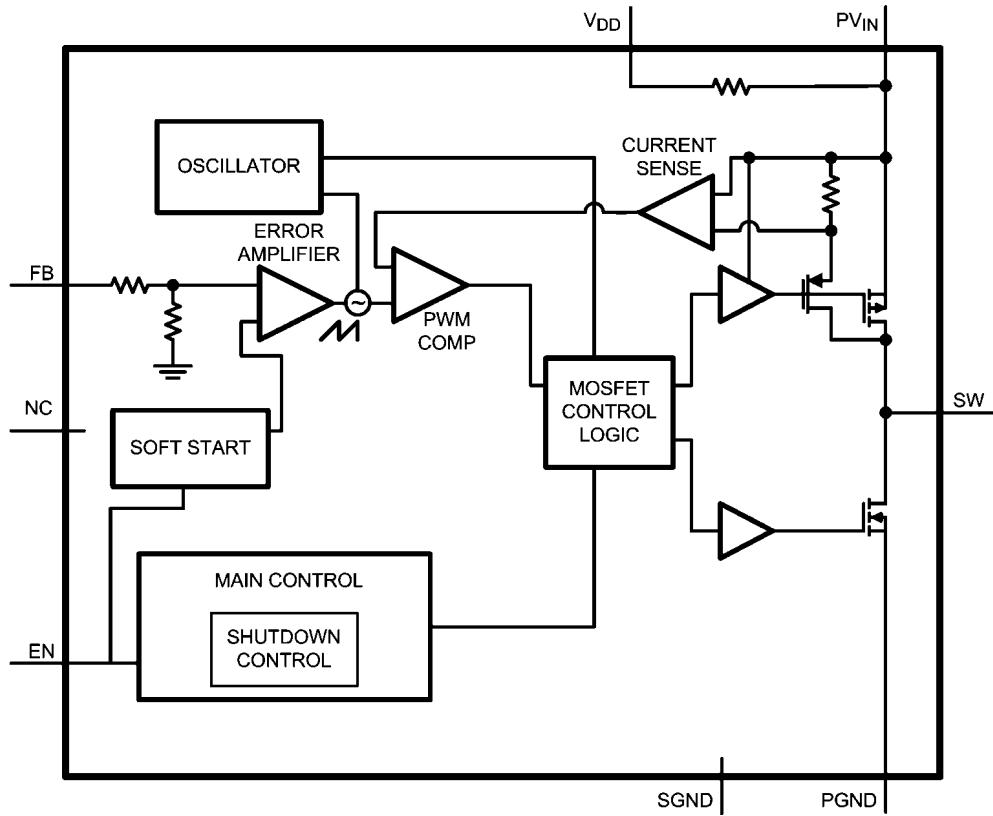 VDD
PVIN
OSCILLATOR
CURRENT
SENSE
ERROR
AMPLIFIER
FB
~
PWM
COMP
MOSFET
CONTROL
LOGIC
NC
SW
SOFT START
MAIN CONTROL
SHUTDOWN
CONTROL
EN
SGND
PGND